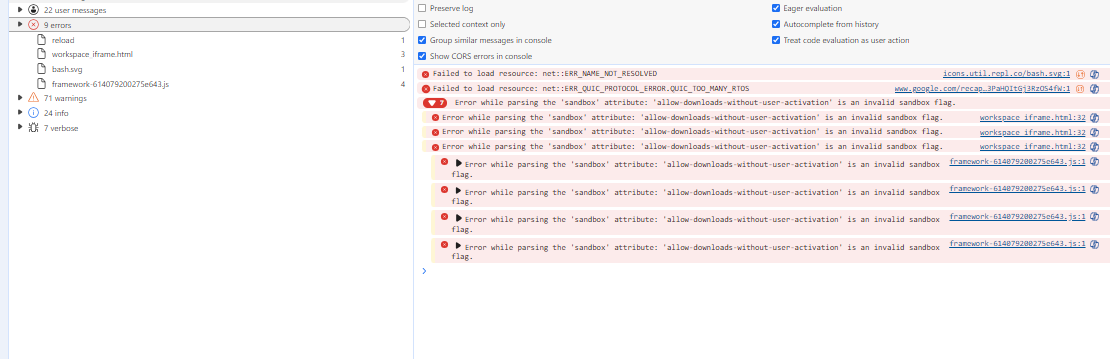 22 user messages
9 errors
reload 1
workspace_iframe.html 3
bash.svg 1
framework-614079200275e643.js 4
71 warnings
24 info
7 verbose
Preserve log
Eager evaluation
Selected context only
Autocomplete from history
Group similar messages in console
Treat code evaluation as user action
Show CORS errors in console
Failed to load resource: net::ERR_NAME_NOT_RESOLVED icons.util.repl.co/bash.svg:1
Failed to load resource: net::ERR_QUIC_PROTOCOL_ERROR.QUIC_TOO_MANY_RTOS www.google.com/recap…3PaHQItGj3RzOS4fW:1
7 Error while parsing the 'sandbox' attribute: 'allow-downloads-without-user-activation' is an invalid sandbox flag.
Error while parsing the 'sandbox' attribute: 'allow-downloads-without-user-activation' is an invalid sandbox flag. workspace_iframe.html:32
Error while parsing the 'sandbox' attribute: 'allow-downloads-without-user-activation' is an invalid sandbox flag. workspace_iframe.html:32
Error while parsing the 'sandbox' attribute: 'allow-downloads-without-user-activation' is an invalid sandbox flag. workspace_iframe.html:32
Error while parsing the 'sandbox' attribute: 'allow-downloads-without-user-activation' is an invalid sandbox framework-614079200275e643.js:1
flag.
Error while parsing the 'sandbox' attribute: 'allow-downloads-without-user-activation' is an invalid sandbox framework-614079200275e643.js:1
flag.
Error while parsing the 'sandbox' attribute: 'allow-downloads-without-user-activation' is an invalid sandbox framework-614079200275e643.js:1
flag.
Error while parsing the 'sandbox' attribute: 'allow-downloads-without-user-activation' is an invalid sandbox framework-614079200275e643.js:1
flag.